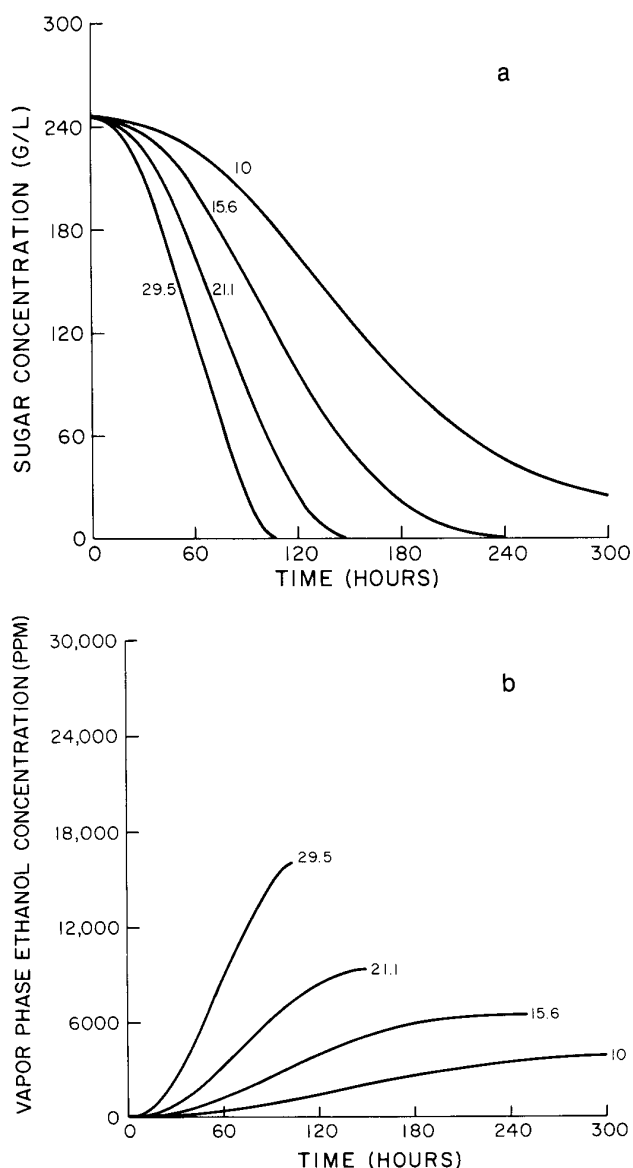 a
SUGAR CONCENTRATION (G/L)
300
240
180
120
60
0
10
15.6
21.1
29.5
0 60 120 180 240 300
TIME (HOURS)
b
VAPOR PHASE ETHANOL CONCENTRATION (PPM)
30,000
24,000
18,000
12,000
6000
0
29.5
21.1
15.6
10
0 60 120 180 240 300
TIME (HOURS)